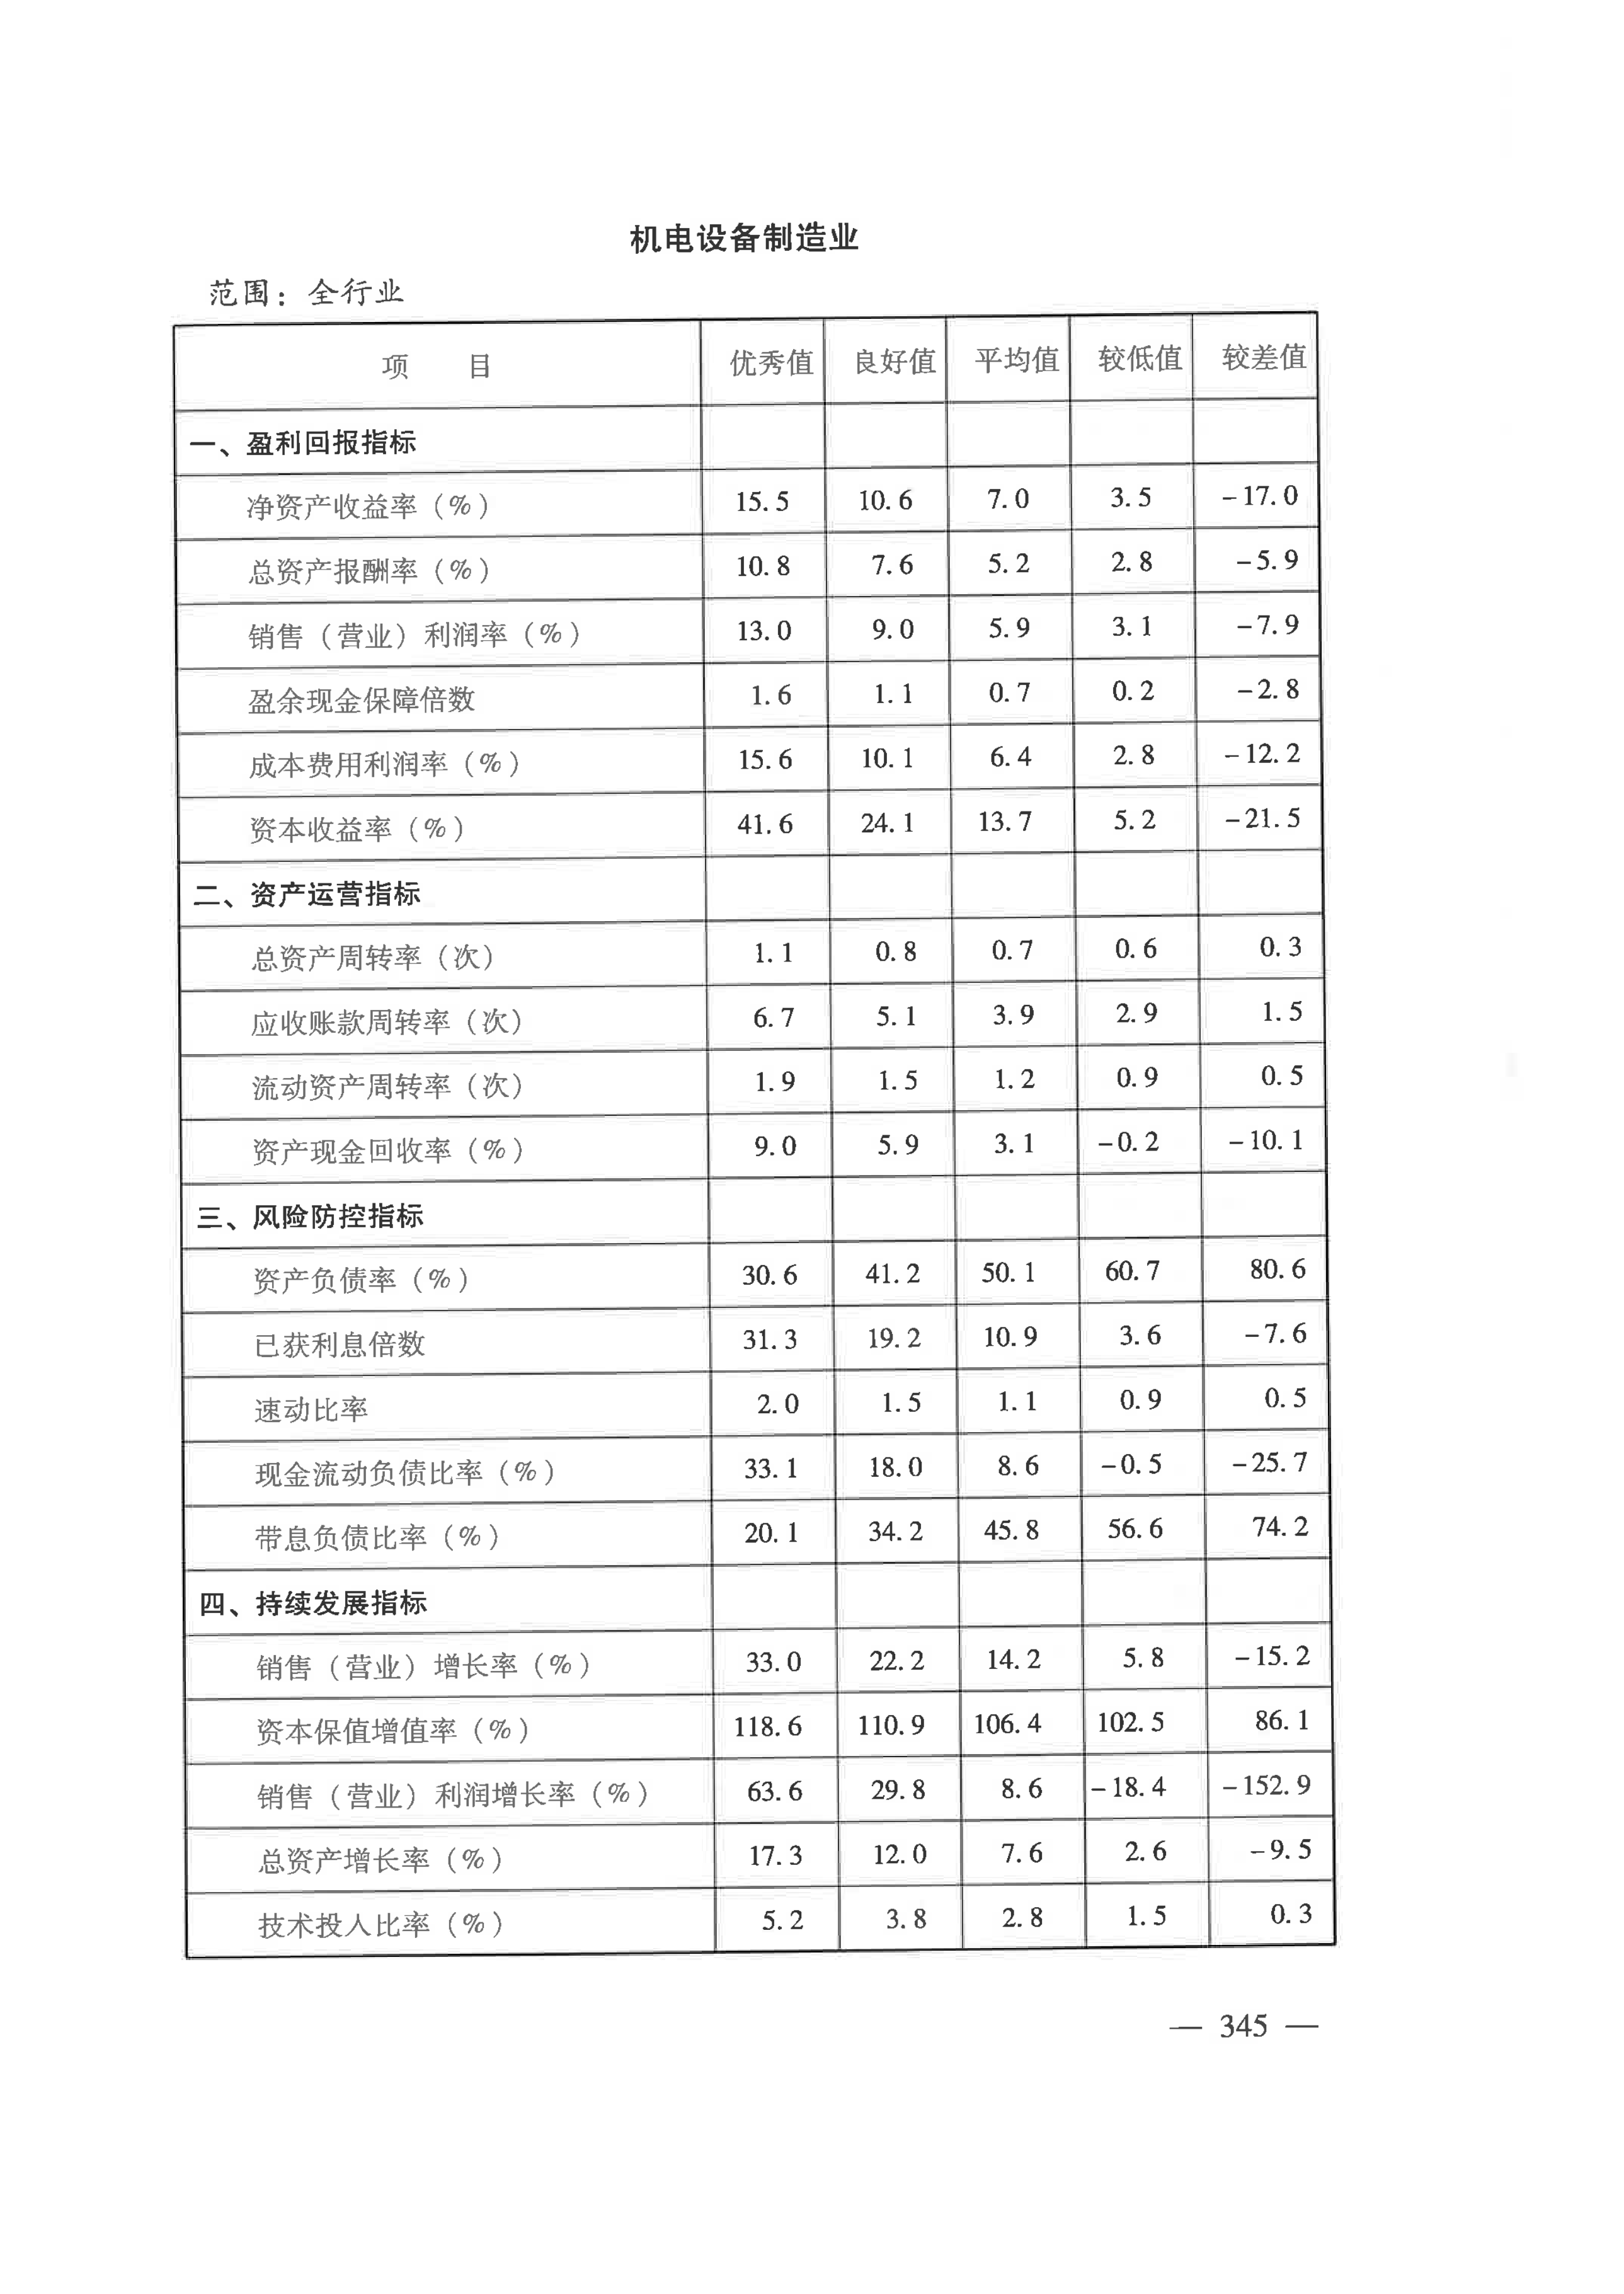 机电设备制造业
范围：全行业
项 目 优秀值 良好值 平均值 较低值 较差值
一、盈利回报指标
净资产收益率（%） 15.5 10.6 7.0 3.5 -17.0
总资产报酬率（%） 10.8 7.6 5.2 2.8 -5.9
销售（营业）利润率（%） 13.0 9.0 5.9 3.1 -7.9
盈余现金保障倍数 1.6 1.1 0.7 0.2 -2.8
成本费用利润率（%） 15.6 10.1 6.4 2.8 -12.2
资本收益率（%） 41.6 24.1 13.7 5.2 -21.5
二、资产运营指标
总资产周转率（次） 1.1 0.8 0.7 0.6 0.3
应收账款周转率（次） 6.7 5.1 3.9 2.9 1.5
流动资产周转率（次） 1.9 1.5 1.2 0.9 0.5
资产现金回收率（%） 9.0 5.9 3.1 -0.2 -10.1
三、风险防控指标
资产负债率（%） 30.6 41.2 50.1 60.7 80.6
已获利息倍数 31.3 19.2 10.9 3.6 -7.6
速动比率 2.0 1.5 1.1 0.9 0.5
现金流动负债比率（%） 33.1 18.0 8.6 -0.5 -25.7
带息负债比率（%） 20.1 34.2 45.8 56.6 74.2
四、持续发展指标
销售（营业）增长率（%） 33.0 22.2 14.2 5.8 -15.2
资本保值增值率（%） 118.6 110.9 106.4 102.5 86.1
销售（营业）利润增长率（%） 63.6 29.8 8.6 -18.4 -152.9
总资产增长率（%） 17.3 12.0 7.6 2.6 -9.5
技术投入比率（%） 5.2 3.8 2.8 1.5 0.3
— 345 —